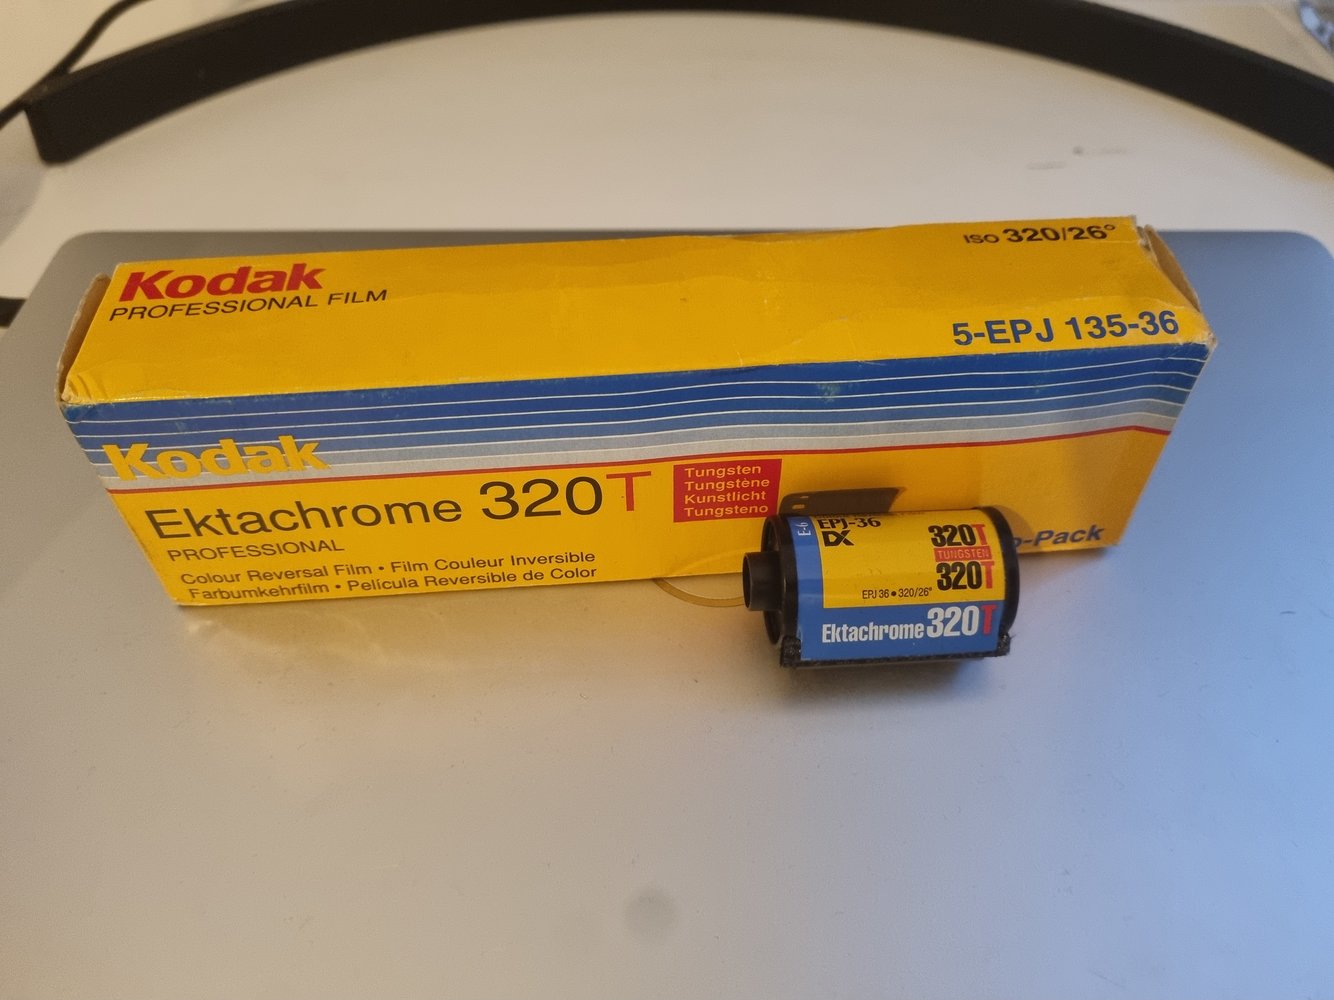 Kodak
PROFESSIONAL FILM
ISO 320/26°
5-EPJ 135-36
Kodak
Ektachrome 320T
PROFESSIONAL
Colour Reversal Film • Film Couleur Inversible
Farbumkehrfilm • Película Reversible de Color
Tungsten
Tungstène
Kunstlicht
Tungsteno
-Pack
E-6
EPJ-36
DX
320T
TUNGSTEN
320T
EPJ 36 • 320/26°
Ektachrome 320T